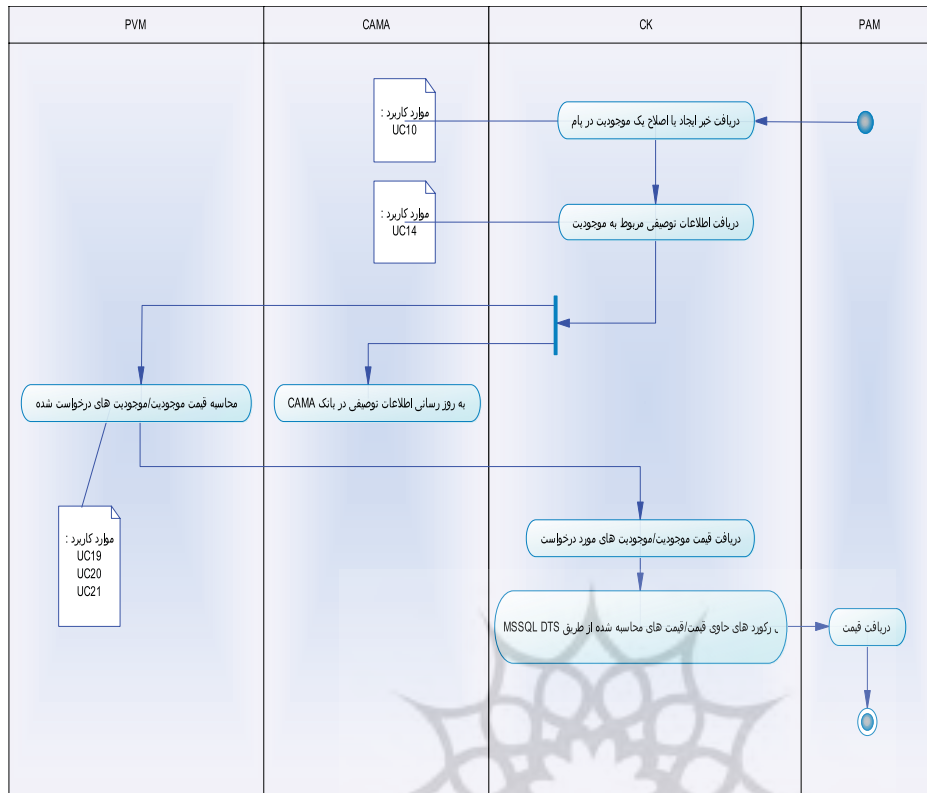 PVM
CAMA
CK
PAM
موارد کاربرد :
UC10
دریافت خبر ایجاد یا اصلاح یک موجودیت در پام
موارد کاربرد :
UC14
دریافت اطلاعات توصیفی مربوط به موجودیت
محاسبه قیمت موجودیت/موجودیت های درخواست شده
به روز رسانی اطلاعات توصیفی در بانک CAMA
موارد کاربرد :
UC19
UC20
UC21
دریافت قیمت موجودیت/موجودیت های مورد درخواست
رکورد های حاوی قیمت/قیمت های محاسبه شده از طریق MSSQL DTS
دریافت قیمت